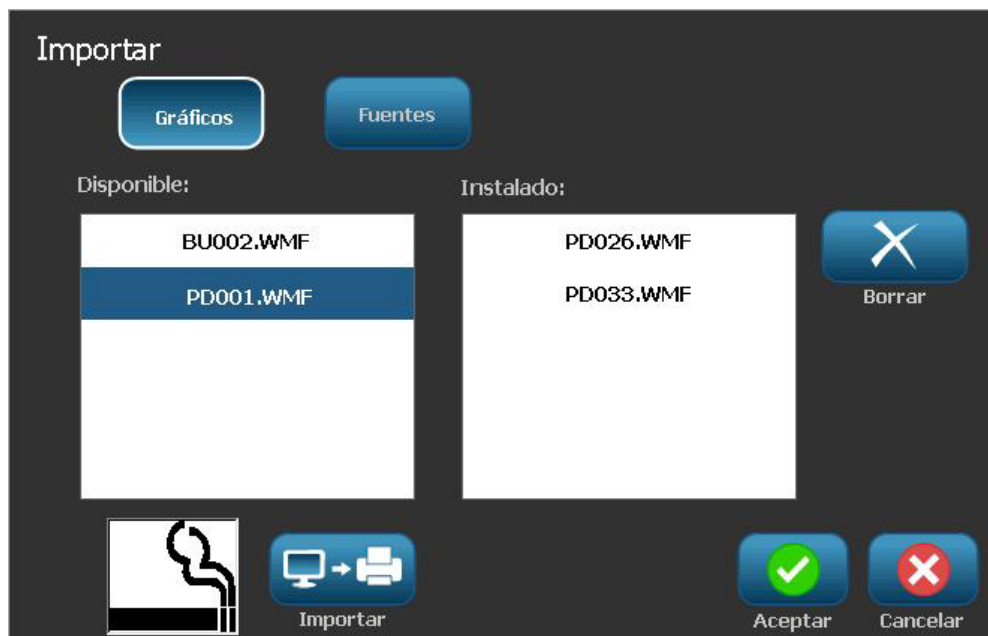 Importar
Gráficos
Fuentes
Disponible:
Instalado:
BU002.WMF
PD001.WMF
PD026.WMF
PD033.WMF
Borrar
Importar
Aceptar
Cancelar